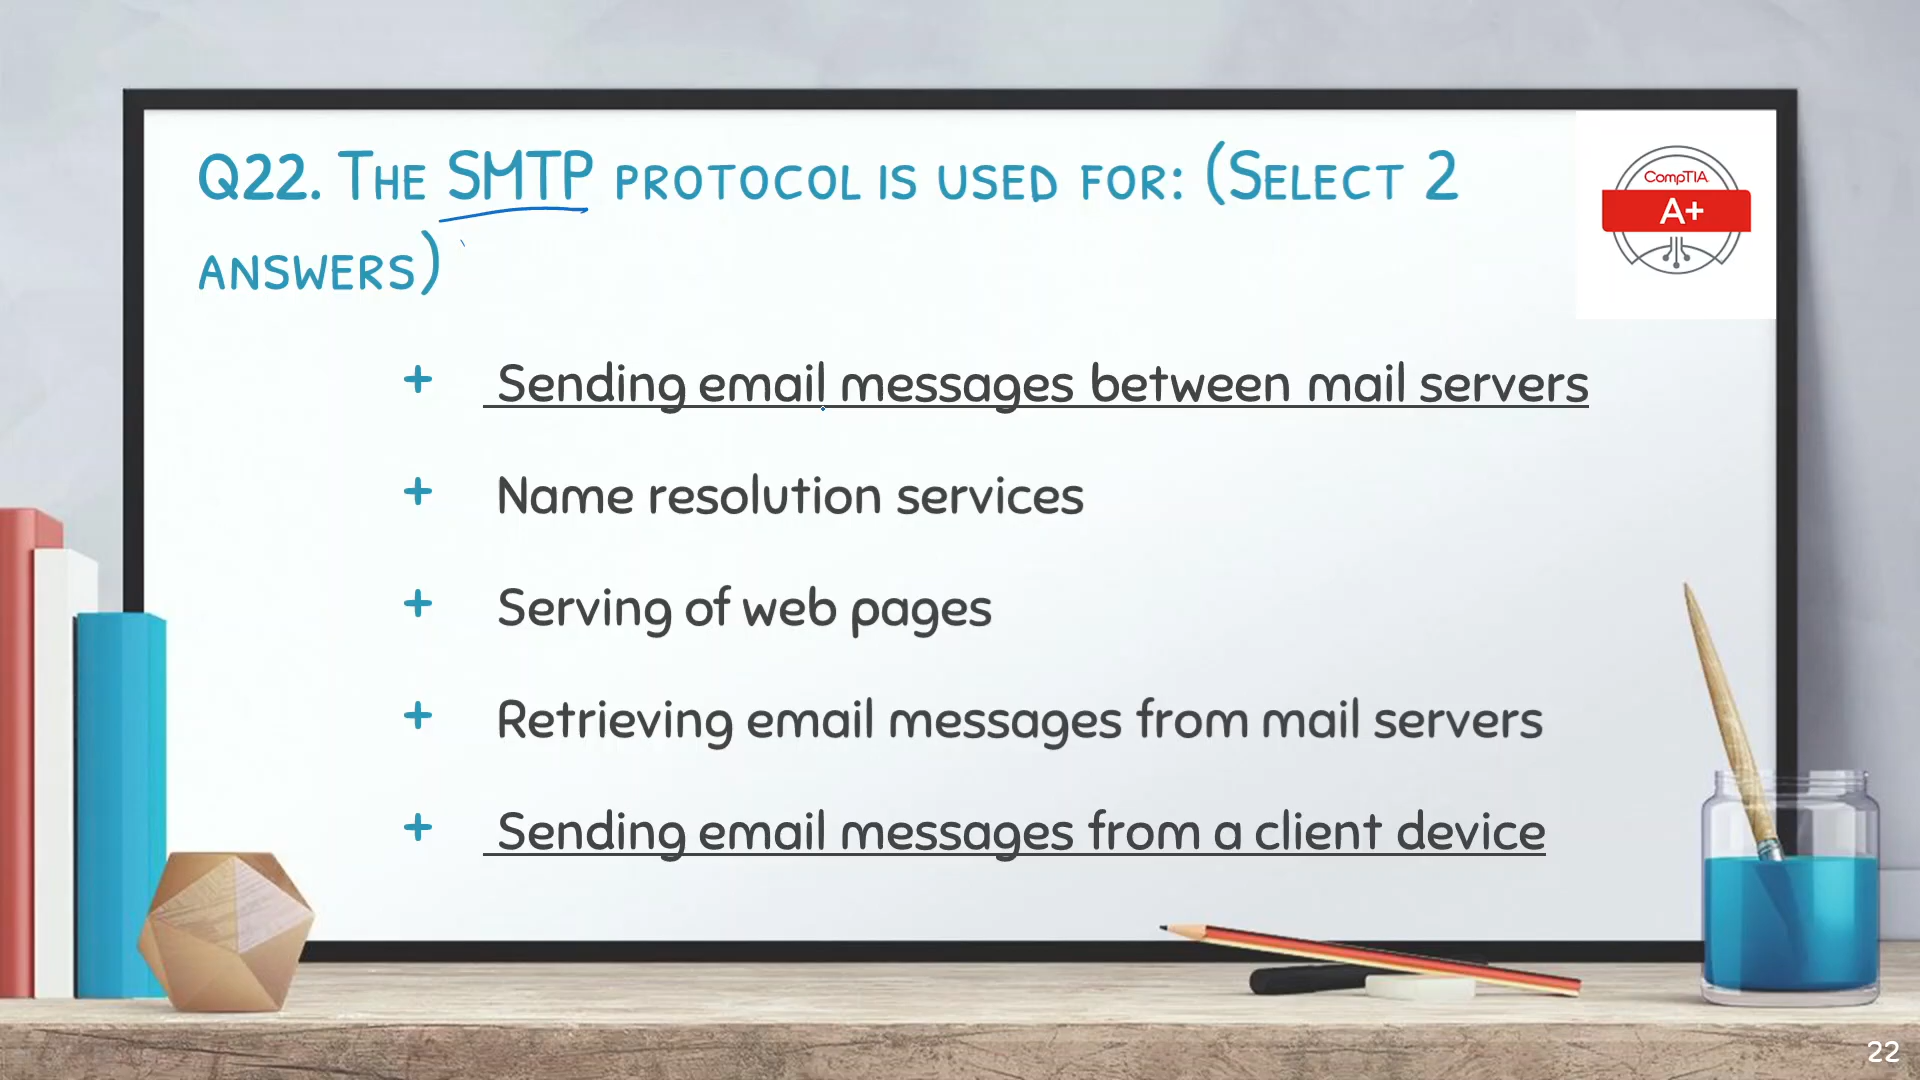 Q22. The SMTP protocol is used for: (Select 2
answers)
CompTIA
A+
+ Sending email messages between mail servers
+ Name resolution services
+ Serving of web pages
+ Retrieving email messages from mail servers
+ Sending email messages from a client device
22